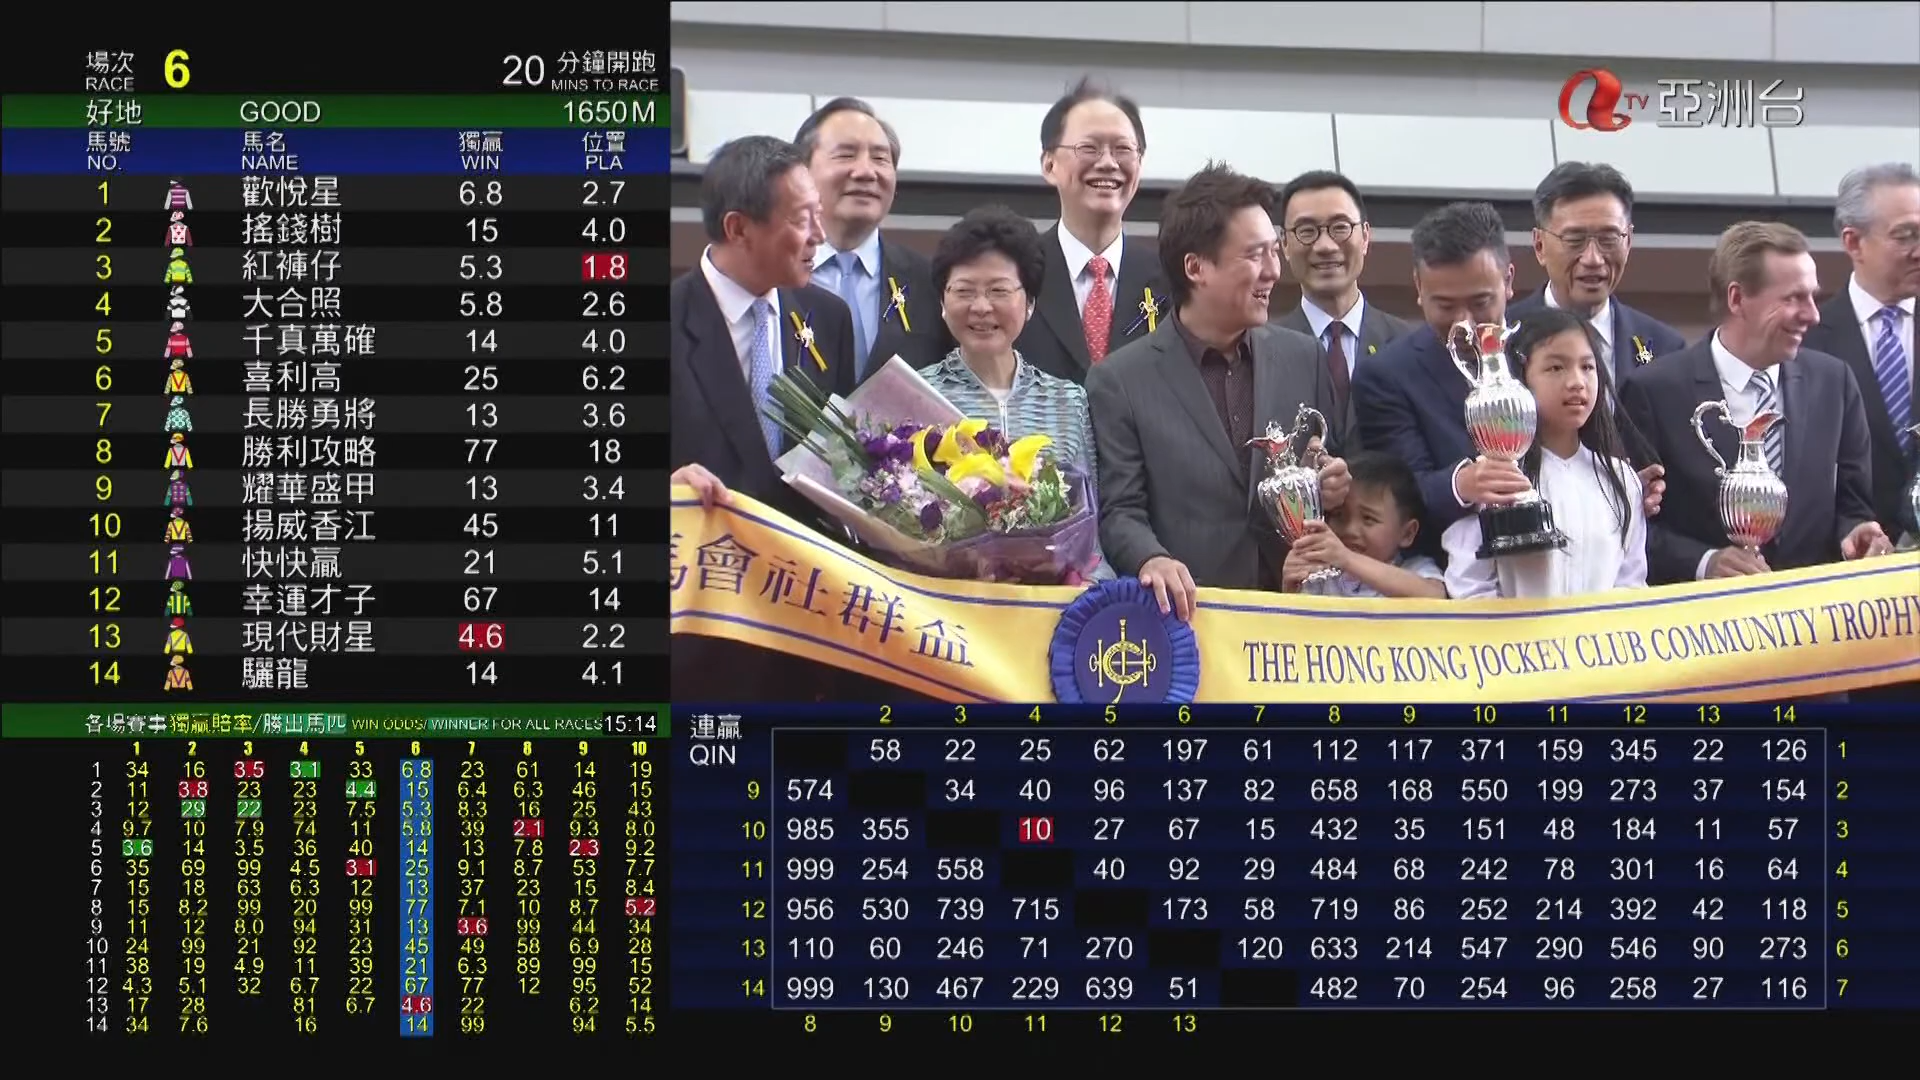 場次 6 20 分鐘開跑
RACE MINS TO RACE
好地 GOOD 1650M
馬號 馬名 獨贏 位置
NO. NAME WIN PLA
1 歡悅星 6.8 2.7
2 搖錢樹 15 4.0
3 紅褲仔 5.3 1.8
4 大合照 5.8 2.6
5 千真萬確 14 4.0
6 喜利高 25 6.2
7 長勝勇將 13 3.6
8 勝利攻略 77 18
9 耀華盛甲 13 3.4
10 揚威香江 45 11
11 快快贏 21 5.1
12 幸運才子 67 14
13 現代財星 4.6 2.2
14 驪龍 14 4.1
各場賽事獨贏賠率/勝出馬匹 WIN ODDS/ WINNER FOR ALL RACES 15:14
1 2 3 4 5 6 7 8 9 10
1 34 16 3.5 3.1 33 6.8 23 61 14 19
2 11 3.8 23 23 4.4 15 6.4 6.3 46 15
3 12 29 22 23 7.5 5.3 8.3 16 25 43
4 9.7 10 7.9 74 11 5.8 39 2.1 9.3 8.0
5 3.6 14 3.5 36 40 14 13 7.8 2.3 9.2
6 35 69 99 4.5 3.1 25 9.1 8.7 53 7.7
7 15 18 63 6.3 12 13 37 23 15 8.4
8 15 8.2 99 20 99 77 7.1 10 8.7 5.2
9 11 12 8.0 94 31 13 3.6 99 44 34
10 24 99 21 92 23 45 49 58 6.9 28
11 38 19 4.9 11 39 21 6.3 89 99 15
12 4.3 5.1 32 6.7 22 67 77 12 95 52
13 17 28 81 6.7 4.6 22 6.2 14
14 34 7.6 16 14 99 94 5.5
TV 亞洲台
馬會社群盃
THE HONG KONG JOCKEY CLUB COMMUNITY TROPHY
連贏 2 3 4 5 6 7 8 9 10 11 12 13 14
QIN 58 22 25 62 197 61 112 117 371 159 345 22 126 1
9 574 34 40 96 137 82 658 168 550 199 273 37 154 2
10 985 355 10 27 67 15 432 35 151 48 184 11 57 3
11 999 254 558 40 92 29 484 68 242 78 301 16 64 4
12 956 530 739 715 173 58 719 86 252 214 392 42 118 5
13 110 60 246 71 270 120 633 214 547 290 546 90 273 6
14 999 130 467 229 639 51 482 70 254 96 258 27 116 7
8 9 10 11 12 13